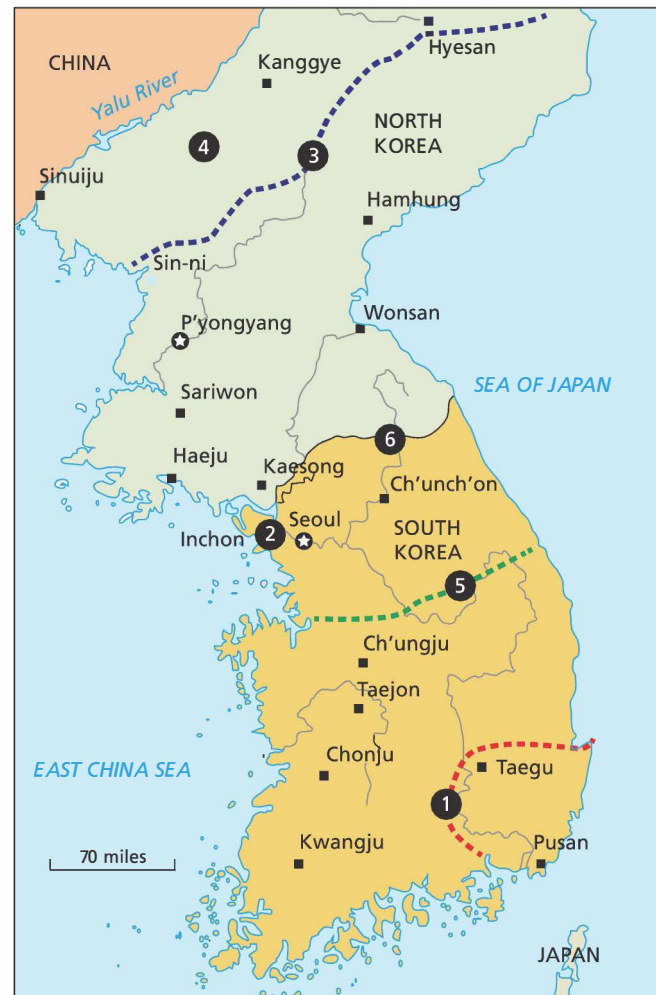 Hyesan
CHINA
Kanggye
Yalu River
NORTH
KOREA
4
3
Sinuiju
Hamhung
Sin-ni
P'yongyang
Wonsan
SEA OF JAPAN
Sariwon
6
Haeju
Kaesong
Ch'unch'on
Inchon
2
Seoul
SOUTH
KOREA
5
Ch'ungju
Taejon
EAST CHINA SEA
Chonju
Taegu
1
70 miles
Kwangju
Pusan
JAPAN